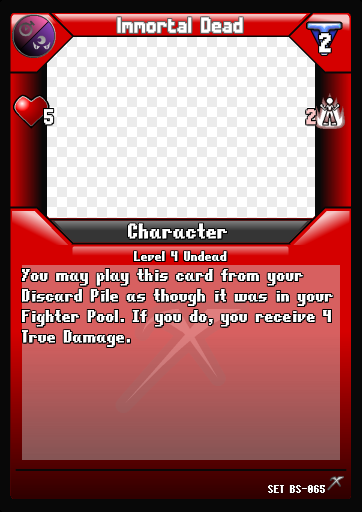 Immortal Dead
2
5
2
Character
Level 4 Undead
You may play this card from your
Discard Pile as though it was in your
Fighter Pool. If you do, you receive 4
True Damage.
SET BS-065